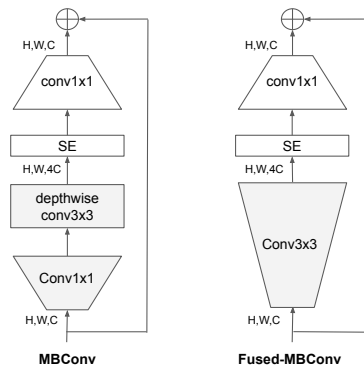 H,W,C
conv1x1
SE
H,W,4C
depthwise
conv3x3
Conv1x1
H,W,C
MBConv
H,W,C
conv1x1
SE
H,W,4C
Conv3x3
H,W,C
Fused-MBConv